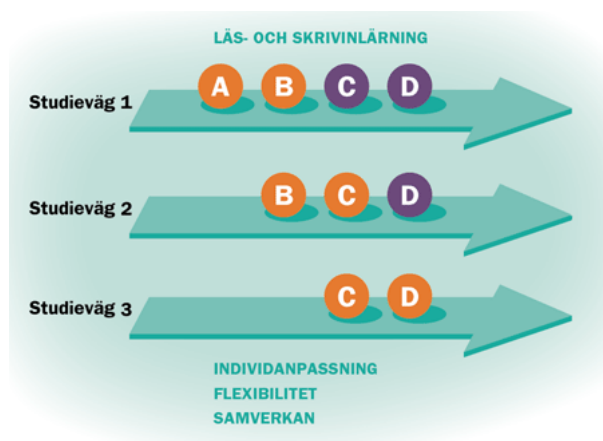 LÄS- OCH SKRIVINLÄRNING
Studieväg 1 A B C D
Studieväg 2 B C D
Studieväg 3 C D
INDIVIDANPASSNING
FLEXIBILITET
SAMVERKAN